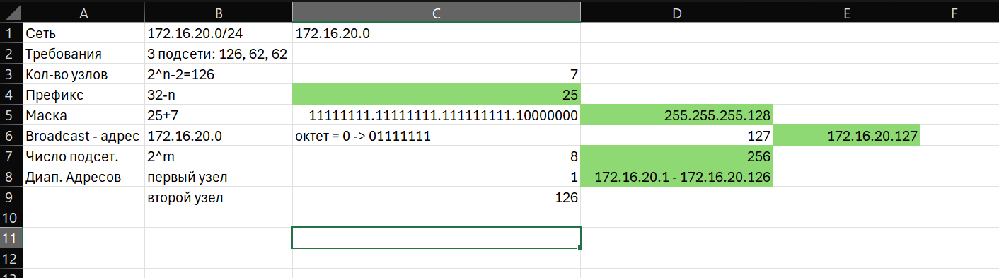 A B C D E F
1 Сеть 172.16.20.0/24 172.16.20.0
2 Требования 3 подсети: 126, 62, 62
3 Кол-во узлов 2^n-2=126 7
4 Префикс 32-n 25
5 Маска 25+7 11111111.11111111.111111111.10000000 255.255.255.128
6 Broadcast - адрес 172.16.20.0 октет = 0 -> 01111111 127 172.16.20.127
7 Число подсет. 2^m 8 256
8 Диап. Адресов первый узел 1 172.16.20.1 - 172.16.20.126
9 второй узел 126
10
11
12
13